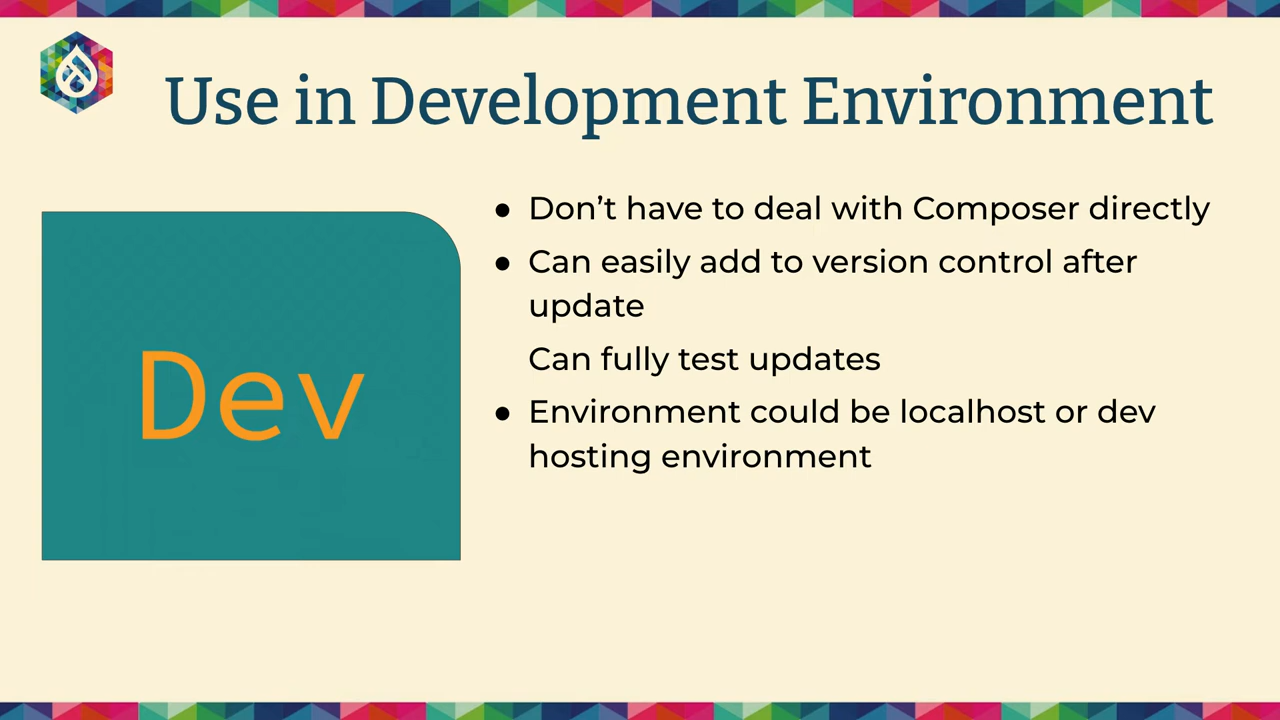 Use in Development Environment
Dev
● Don’t have to deal with Composer directly
● Can easily add to version control after
update
Can fully test updates
● Environment could be localhost or dev
hosting environment